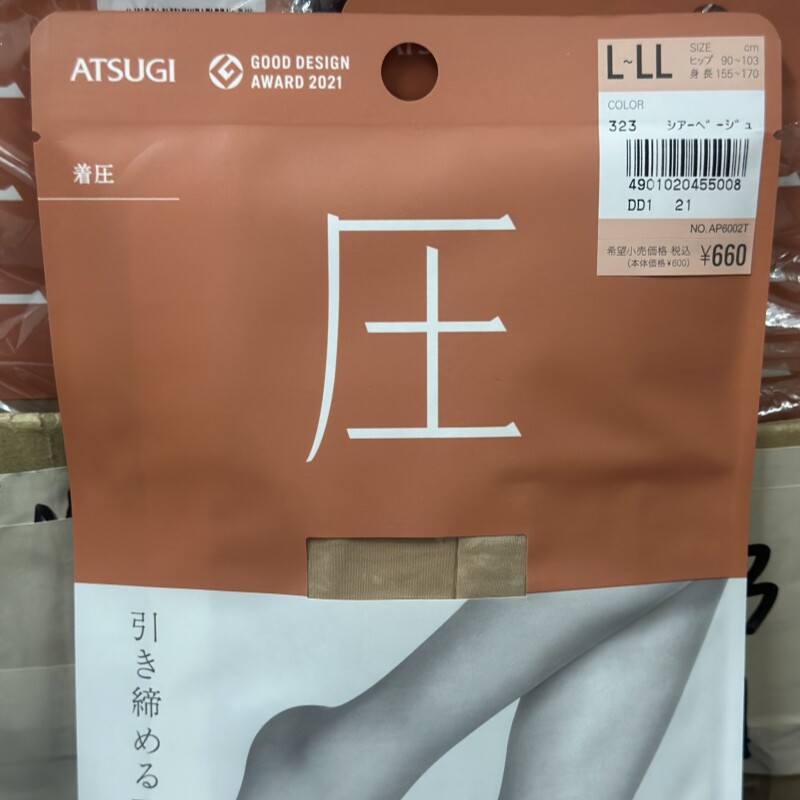 ATSUGI
GOOD DESIGN
AWARD 2021
L~LL
SIZE cm
ヒップ 90~103
身長 155~170
COLOR
323 シアーベージュ
4901020455008
DD1 21
NO. AP6002T
希望小売価格 税込 ¥660
(本体価格¥600)
着圧
圧
引き締める